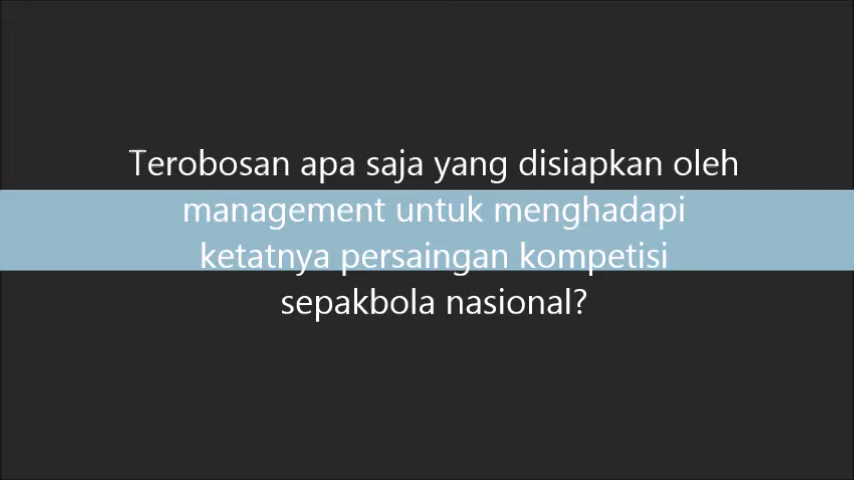 Terobosan apa saja yang disiapkan oleh
management untuk menghadapi
ketatnya persaingan kompetisi
sepakbola nasional?